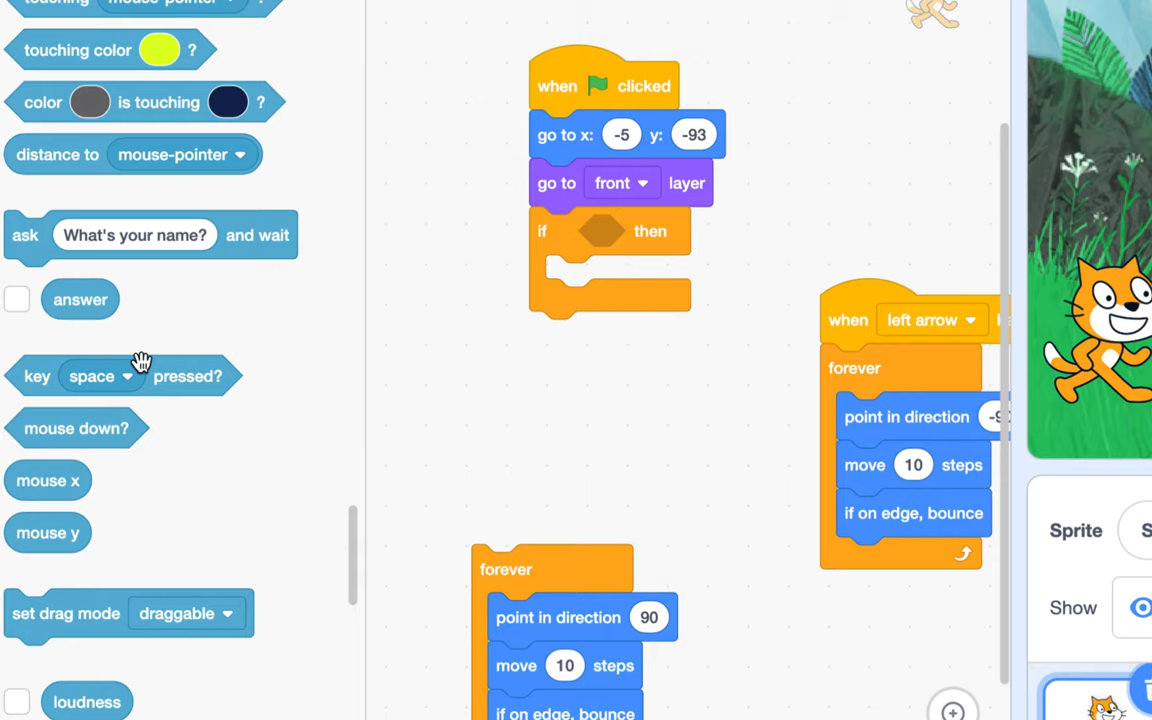 touching mouse-pointer ?
touching color ?
color is touching ?
distance to mouse-pointer
ask What's your name? and wait
answer
key space pressed?
mouse down?
mouse x
mouse y
set drag mode draggable
loudness
when clicked
go to x: -5 y: -93
go to front layer
if then
when left arrow
forever
point in direction
move 10 steps
if on edge, bounce
forever
point in direction 90
move 10 steps
if on edge, bounce
Sprite
Show